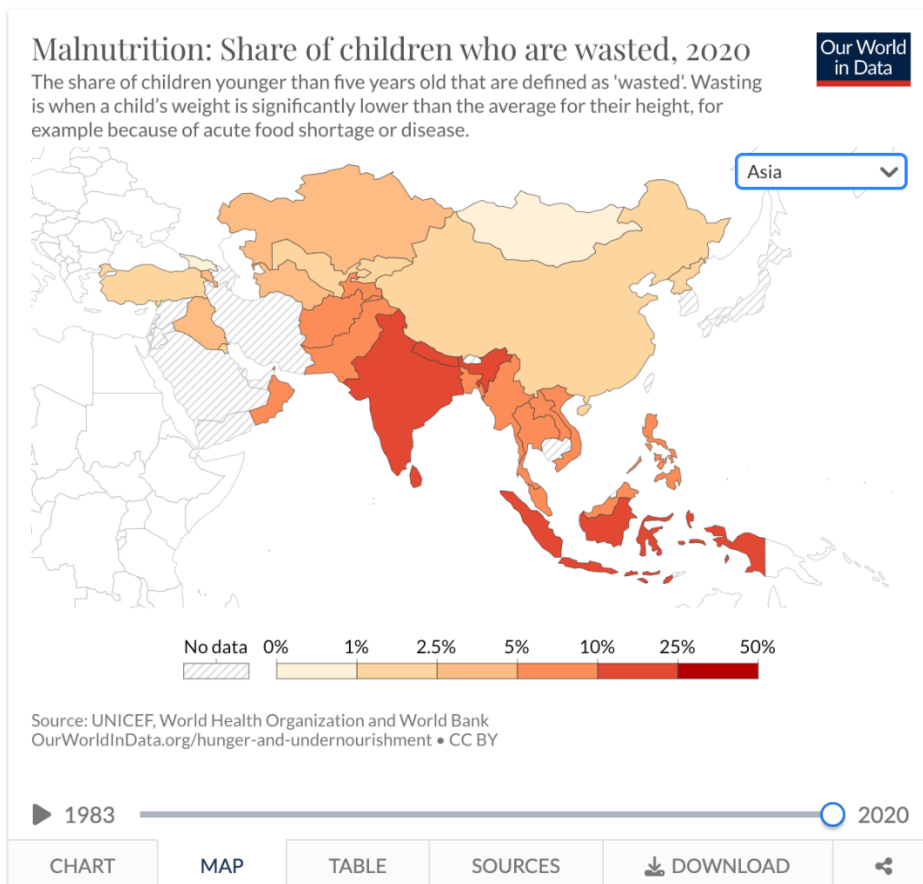 Malnutrition: Share of children who are wasted, 2020
Our World
in Data
The share of children younger than five years old that are defined as 'wasted'. Wasting
is when a child's weight is significantly lower than the average for their height, for
example because of acute food shortage or disease.
Asia
No data 0% 1% 2.5% 5% 10% 25% 50%
Source: UNICEF, World Health Organization and World Bank
OurWorldInData.org/hunger-and-undernourishment • CC BY
1983 2020
CHART MAP TABLE SOURCES DOWNLOAD